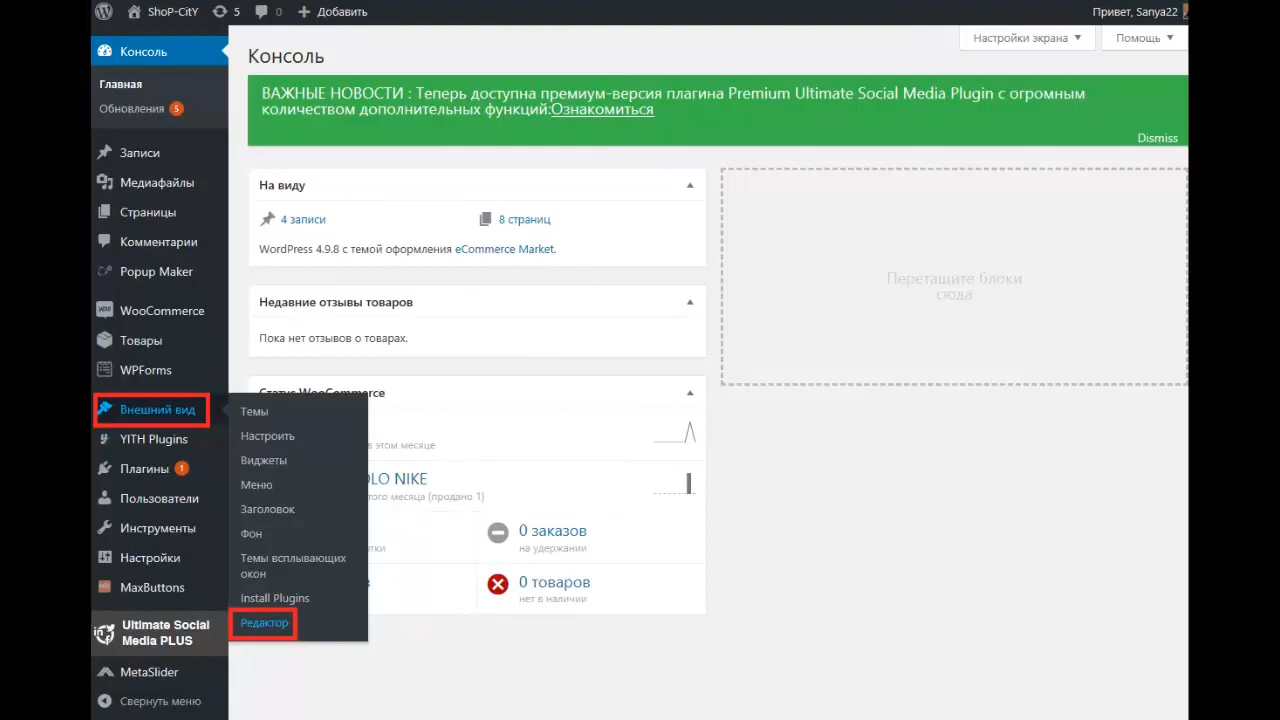 ShoP-CitY
5
0
Добавить
Привет, Sanya22
Консоль
Главная
Обновления 5
Записи
Медиафайлы
Страницы
Комментарии
Popup Maker
WooCommerce
Товары
WPForms
Внешний вид
YITH Plugins
Плагины 1
Пользователи
Инструменты
Настройки
MaxButtons
Ultimate Social
Media PLUS
MetaSlider
Свернуть меню
Темы
Настроить
Виджеты
Меню
Заголовок
Фон
Темы всплывающих
окон
Install Plugins
Редактор
Настройки экрана
Помощь
Консоль
ВАЖНЫЕ НОВОСТИ : Теперь доступна премиум-версия плагина Premium Ultimate Social Media Plugin с огромным
количеством дополнительных функций:Ознакомиться
Dismiss
На виду
4 записи
8 страниц
WordPress 4.9.8 с темой оформления eCommerce Market.
Недавние отзывы товаров
Пока нет отзывов о товарах.
Статус WooCommerce
в этом месяце
OLO NIKE
того месяца (продано 1)
0 заказов
на удержании
0 товаров
нет в наличии
Перетащите блоки
сюда